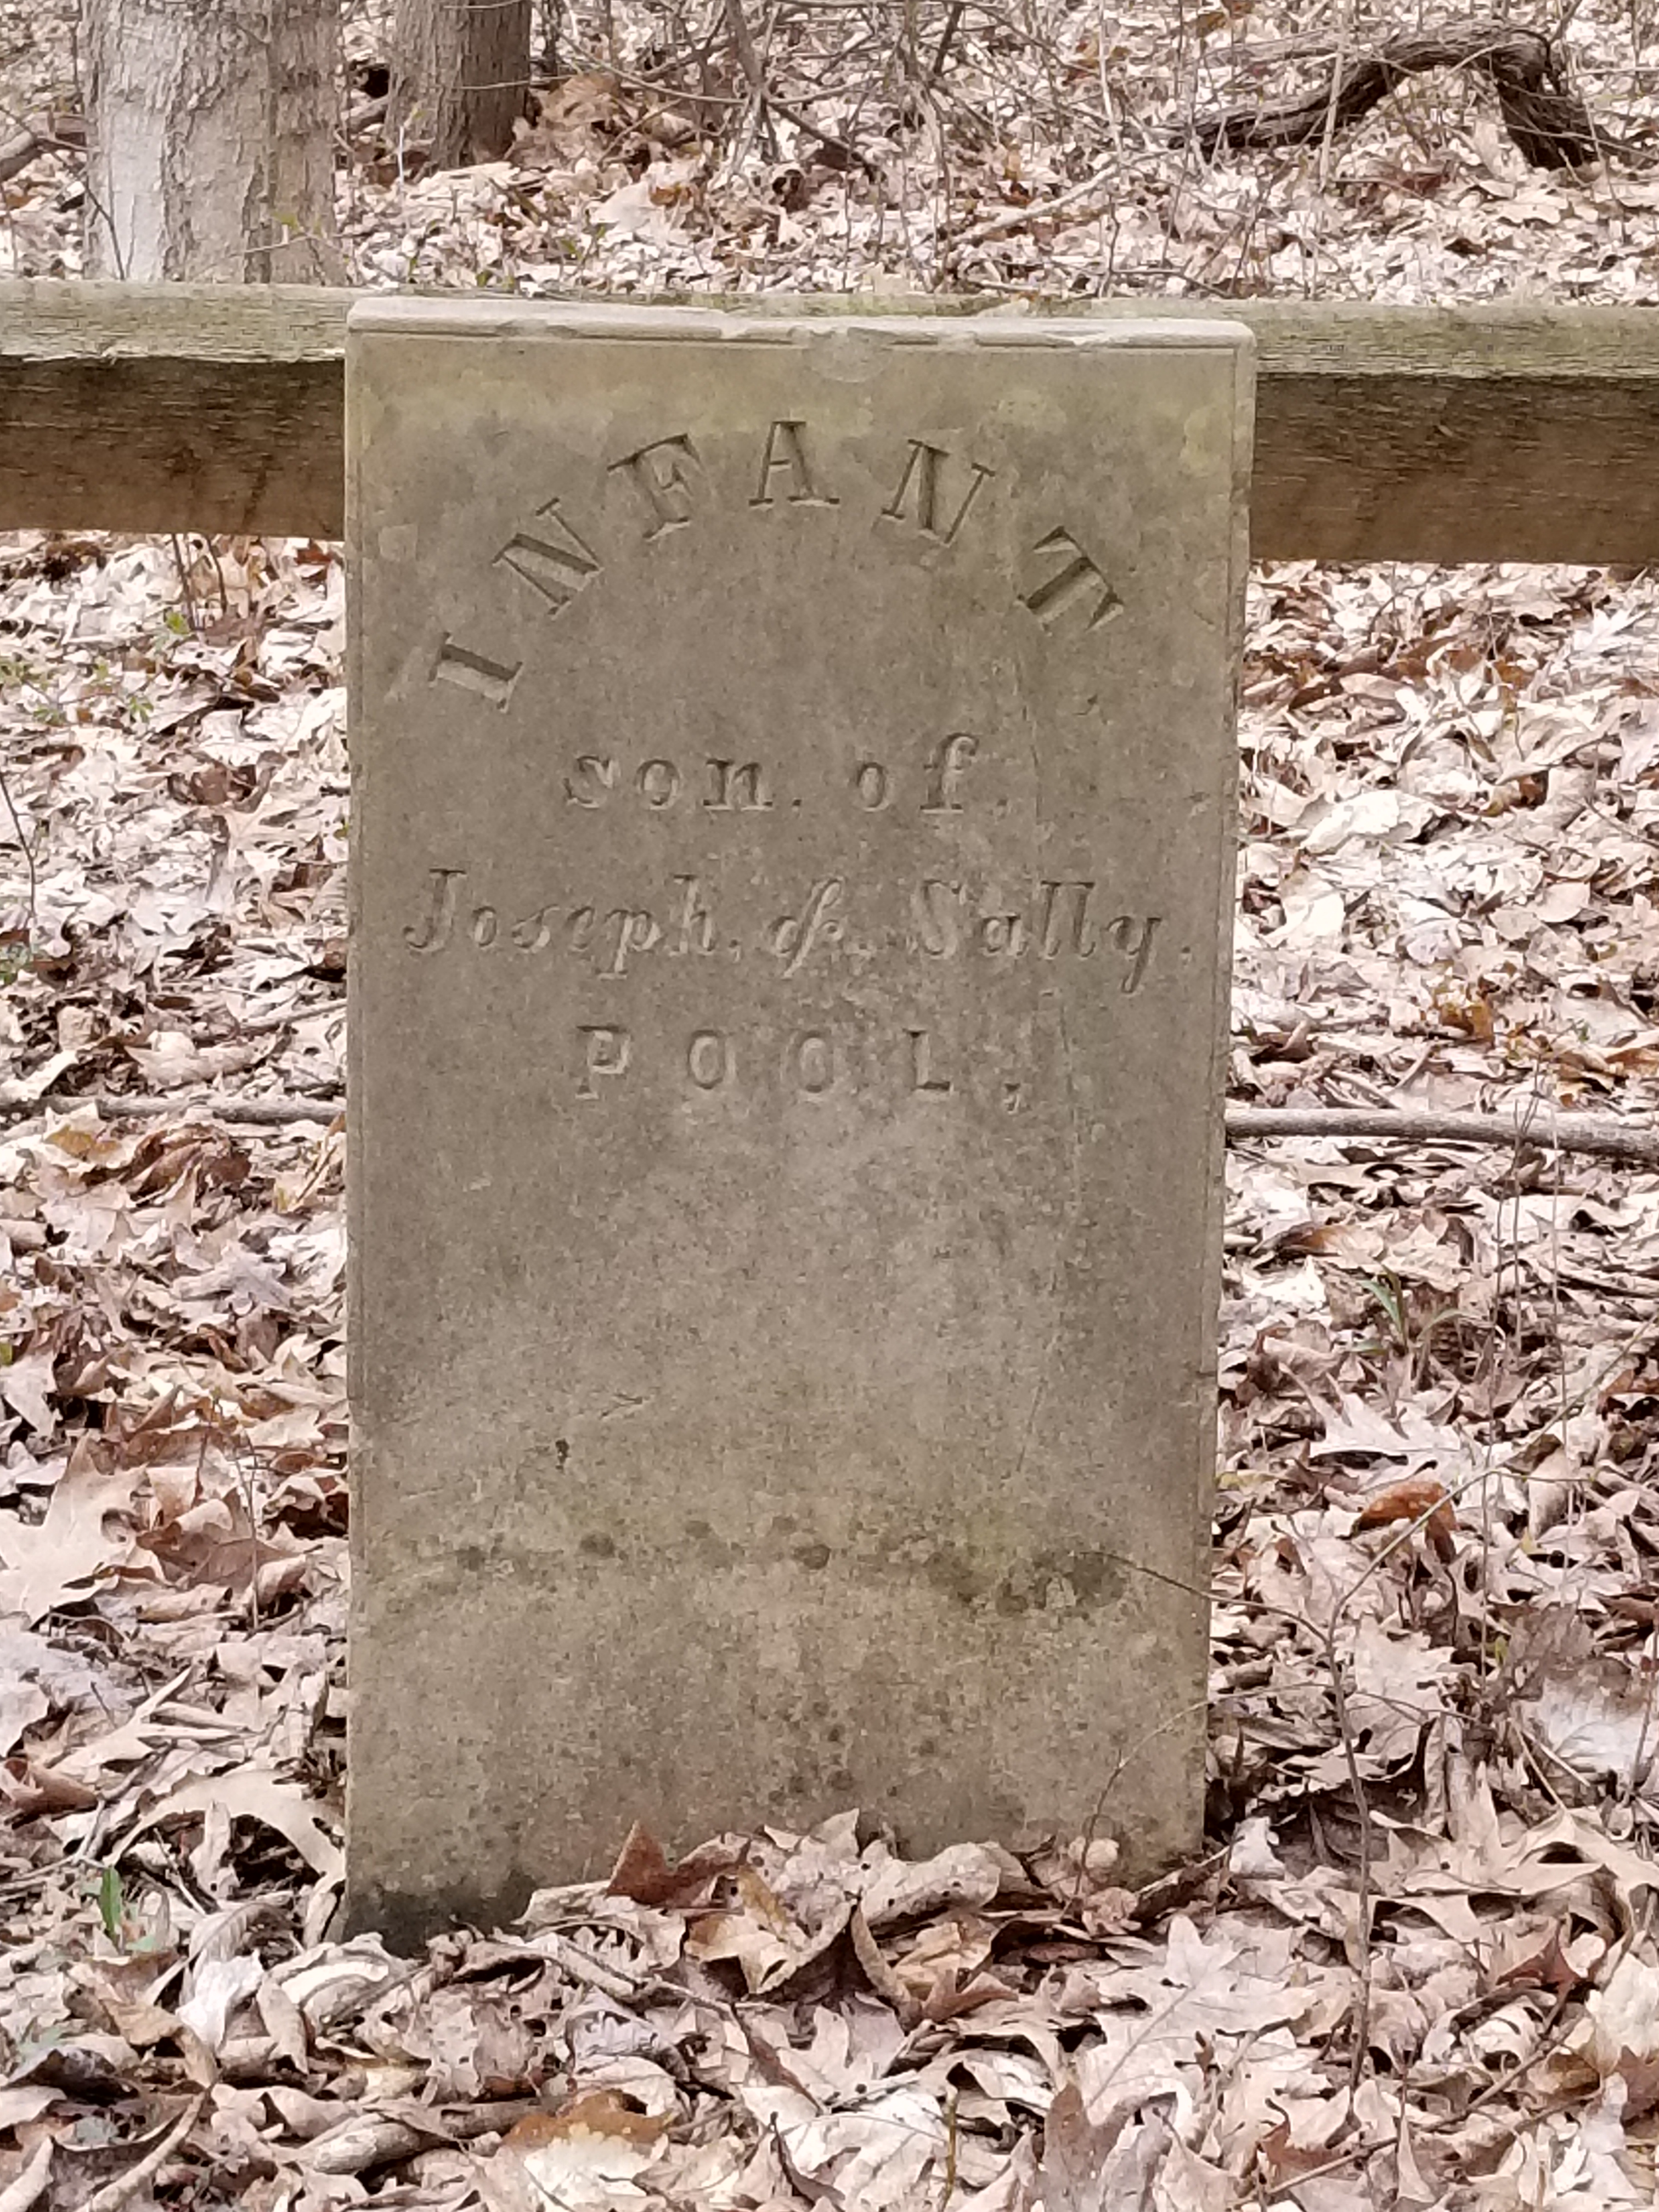 INFANT
son. of.
Joseph. &. Sally.
POOL,